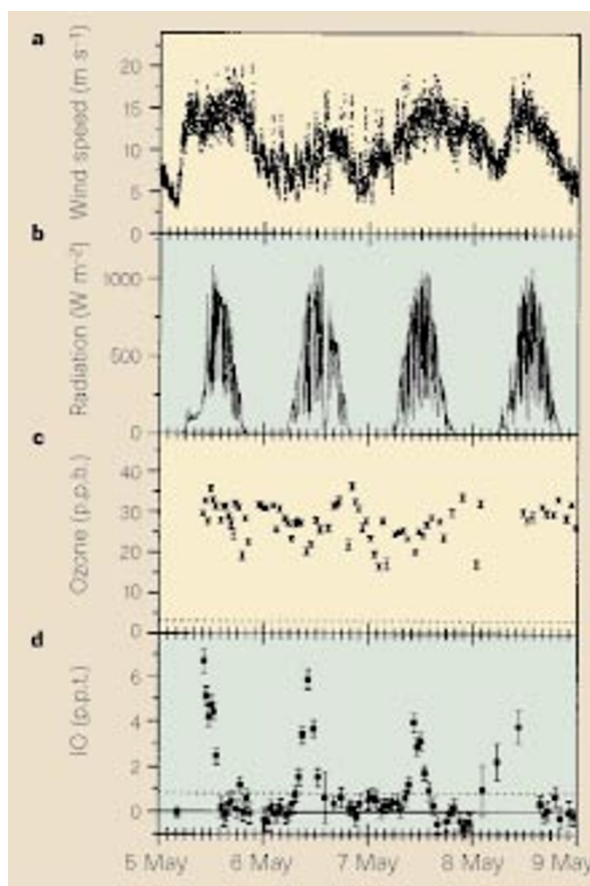 a
Wind speed (m s⁻¹)
20
15
10
5
0
b
Radiation (W m⁻²)
1000
500
0
c
Ozone (p.p.b.)
40
30
20
10
0
d
IO (p.p.t.)
6
4
2
0
5 May 6 May 7 May 8 May 9 May